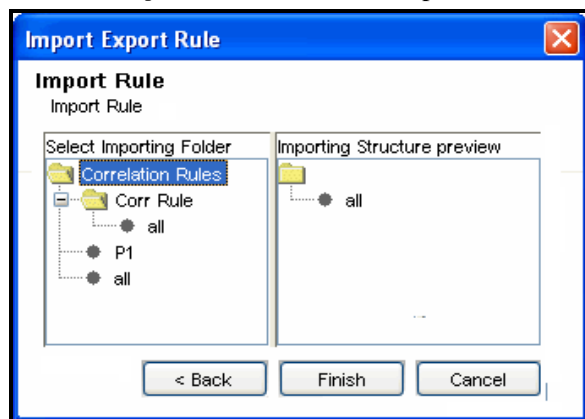 Import Export Rule
Import Rule
Import Rule
Select Importing Folder
Correlation Rules
Corr Rule
all
P1
all
Importing Structure preview
all
< Back
Finish
Cancel